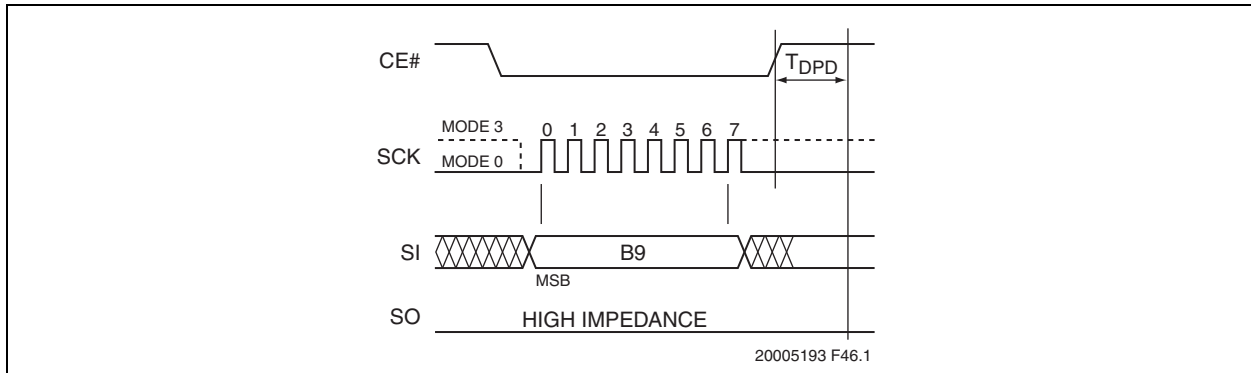 CE#
TDPD
MODE 3
0 1 2 3 4 5 6 7
SCK
MODE 0
SI
B9
MSB
SO
HIGH IMPEDANCE
20005193 F46.1